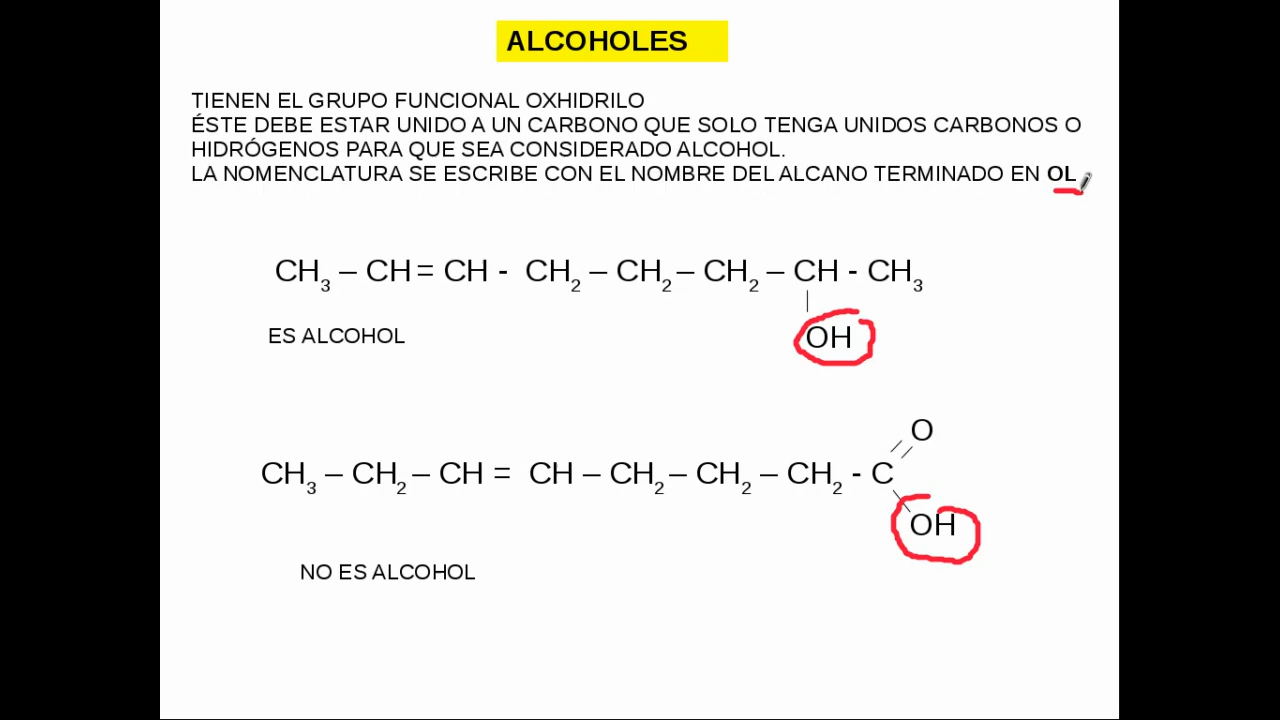 ALCOHOLES
TIENEN EL GRUPO FUNCIONAL OXHIDRILO
ÉSTE DEBE ESTAR UNIDO A UN CARBONO QUE SOLO TENGA UNIDOS CARBONOS O
HIDRÓGENOS PARA QUE SEA CONSIDERADO ALCOHOL.
LA NOMENCLATURA SE ESCRIBE CON EL NOMBRE DEL ALCANO TERMINADO EN OL
CH3 – CH = CH - CH2 – CH2 – CH2 – CH - CH3
OH
ES ALCOHOL
O
CH3 – CH2 – CH = CH – CH2 – CH2 – CH2 - C
OH
NO ES ALCOHOL